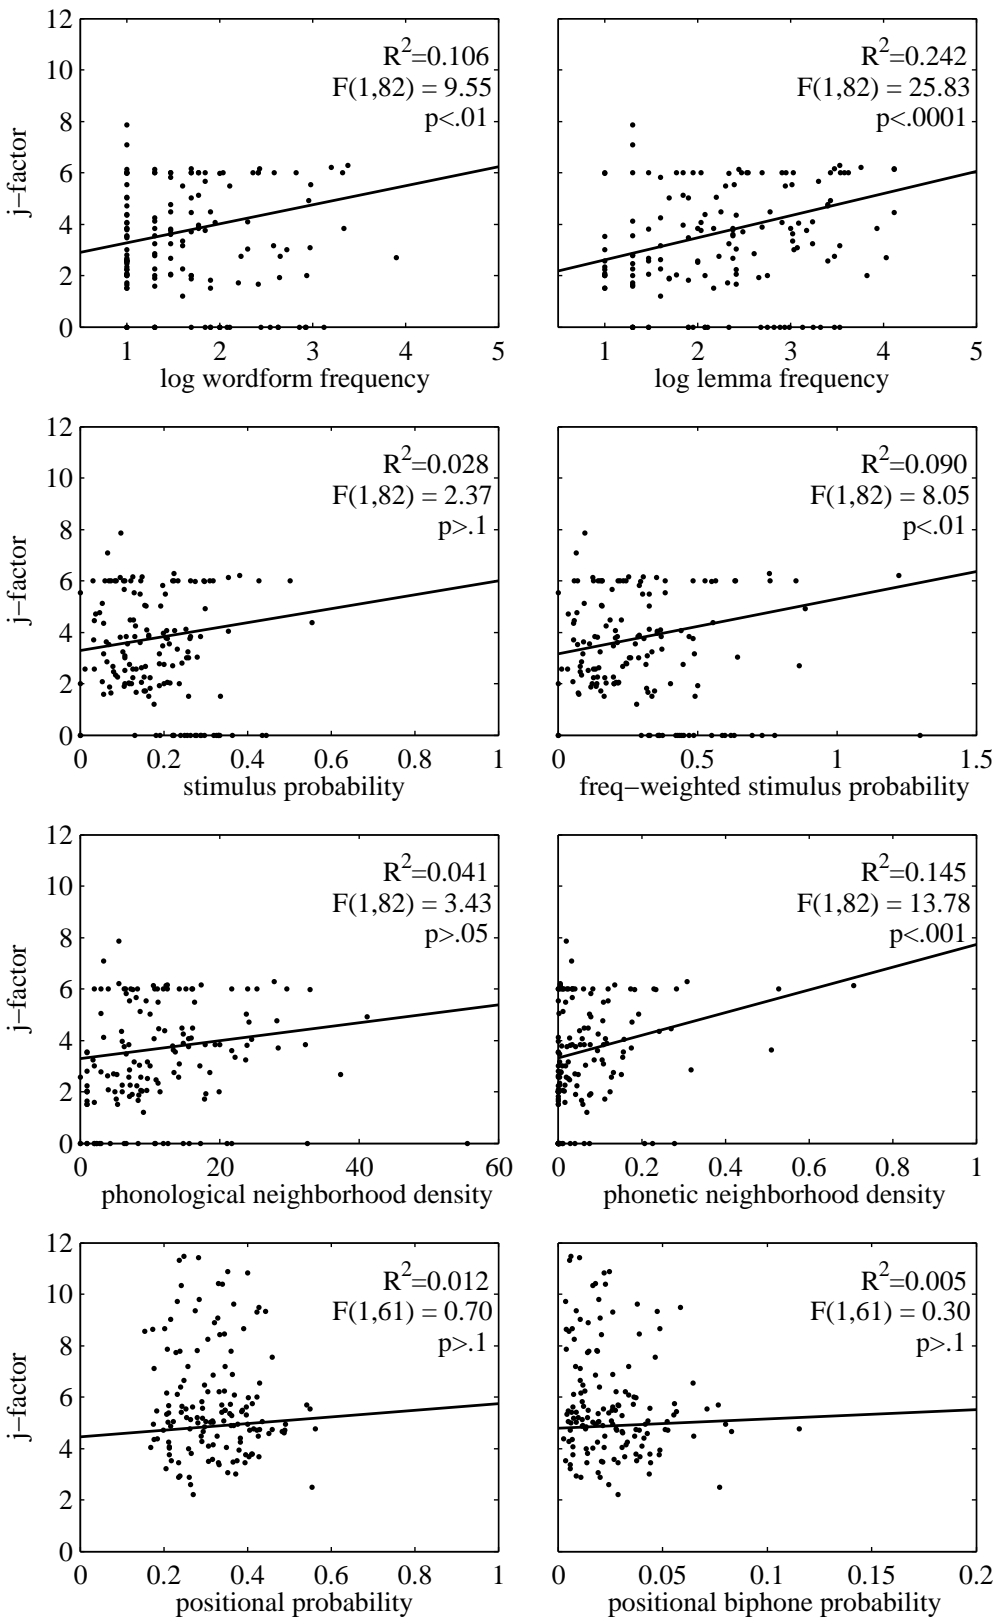 12
10
8
6
4
2
0
j−factor
R²=0.106
F(1,82) = 9.55
p<.01
1 2 3 4 5
log wordform frequency
R²=0.242
F(1,82) = 25.83
p<.0001
1 2 3 4 5
log lemma frequency
12
10
8
6
4
2
0
j−factor
R²=0.028
F(1,82) = 2.37
p>.1
0 0.2 0.4 0.6 0.8 1
stimulus probability
R²=0.090
F(1,82) = 8.05
p<.01
0 0.5 1 1.5
freq−weighted stimulus probability
12
10
8
6
4
2
0
j−factor
R²=0.041
F(1,82) = 3.43
p>.05
0 20 40 60
phonological neighborhood density
R²=0.145
F(1,82) = 13.78
p<.001
0 0.2 0.4 0.6 0.8 1
phonetic neighborhood density
12
10
8
6
4
2
0
j−factor
R²=0.012
F(1,61) = 0.70
p>.1
0 0.2 0.4 0.6 0.8 1
positional probability
R²=0.005
F(1,61) = 0.30
p>.1
0 0.05 0.1 0.15 0.2
positional biphone probability